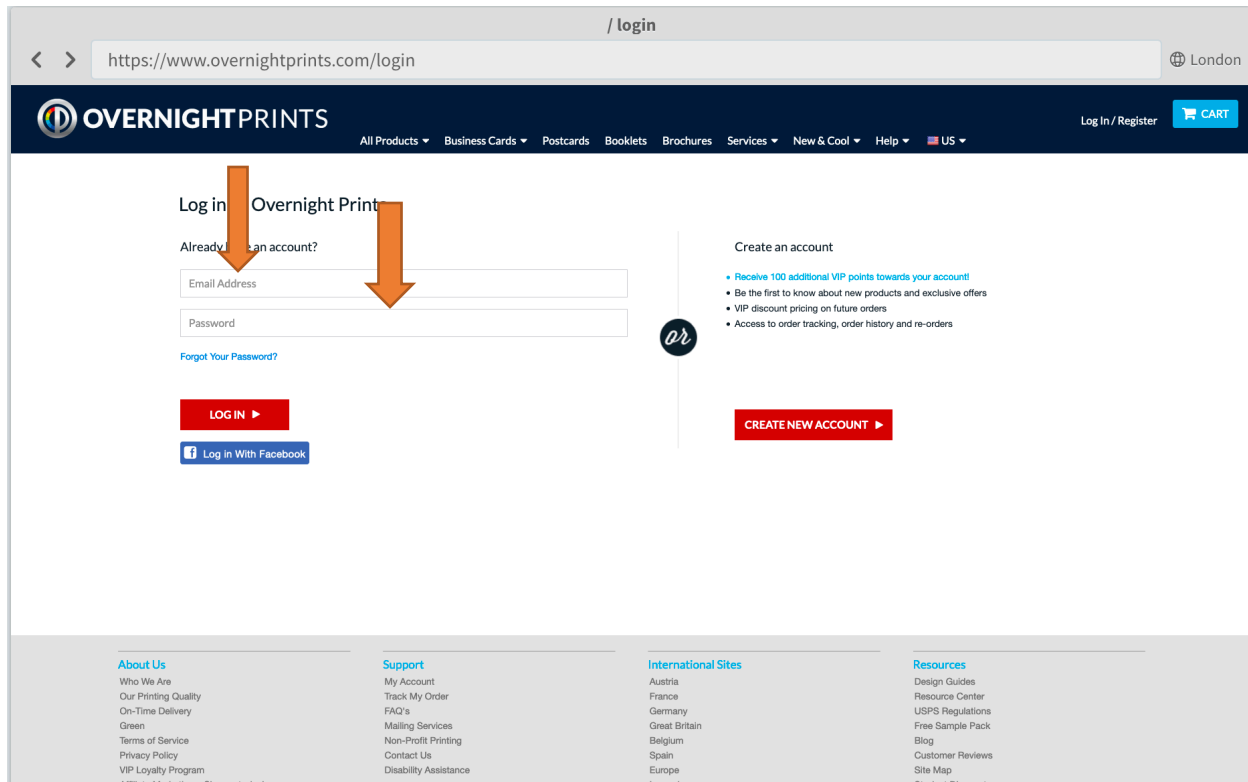 / login
https://www.overnightprints.com/login
London
OVERNIGHTPRINTS
Log In / Register
CART
All Products Business Cards Postcards Booklets Brochures Services New & Cool Help US
Log in Overnight Prints
Already have an account?
Email Address
Password
Forgot Your Password?
LOG IN
Log in With Facebook
or
Create an account
• Receive 100 additional VIP points towards your account!
• Be the first to know about new products and exclusive offers
• VIP discount pricing on future orders
• Access to order tracking, order history and re-orders
CREATE NEW ACCOUNT
About Us
Who We Are
Our Printing Quality
On-Time Delivery
Green
Terms of Service
Privacy Policy
VIP Loyalty Program
Support
My Account
Track My Order
FAQ's
Mailing Services
Non-Profit Printing
Contact Us
Disability Assistance
International Sites
Austria
France
Germany
Great Britain
Belgium
Spain
Europe
Resources
Design Guides
Resource Center
USPS Regulations
Free Sample Pack
Blog
Customer Reviews
Site Map